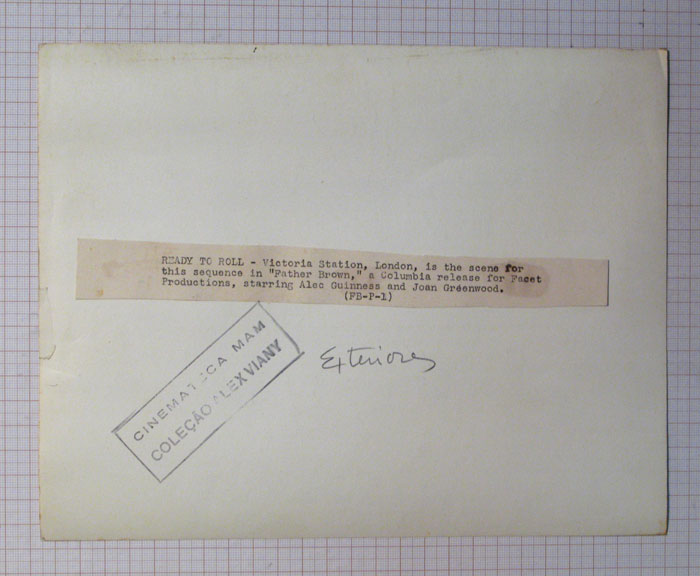 READY TO ROLL - Victoria Station, London, is the scene for
this sequence in "Father Brown," a Columbia release for Facet
Productions, starring Alec Guinness and Joan Greenwood.
(FB-P-1)
Exteriores
CINEMATECA MAM
COLEÇÃO ALEX VIANY